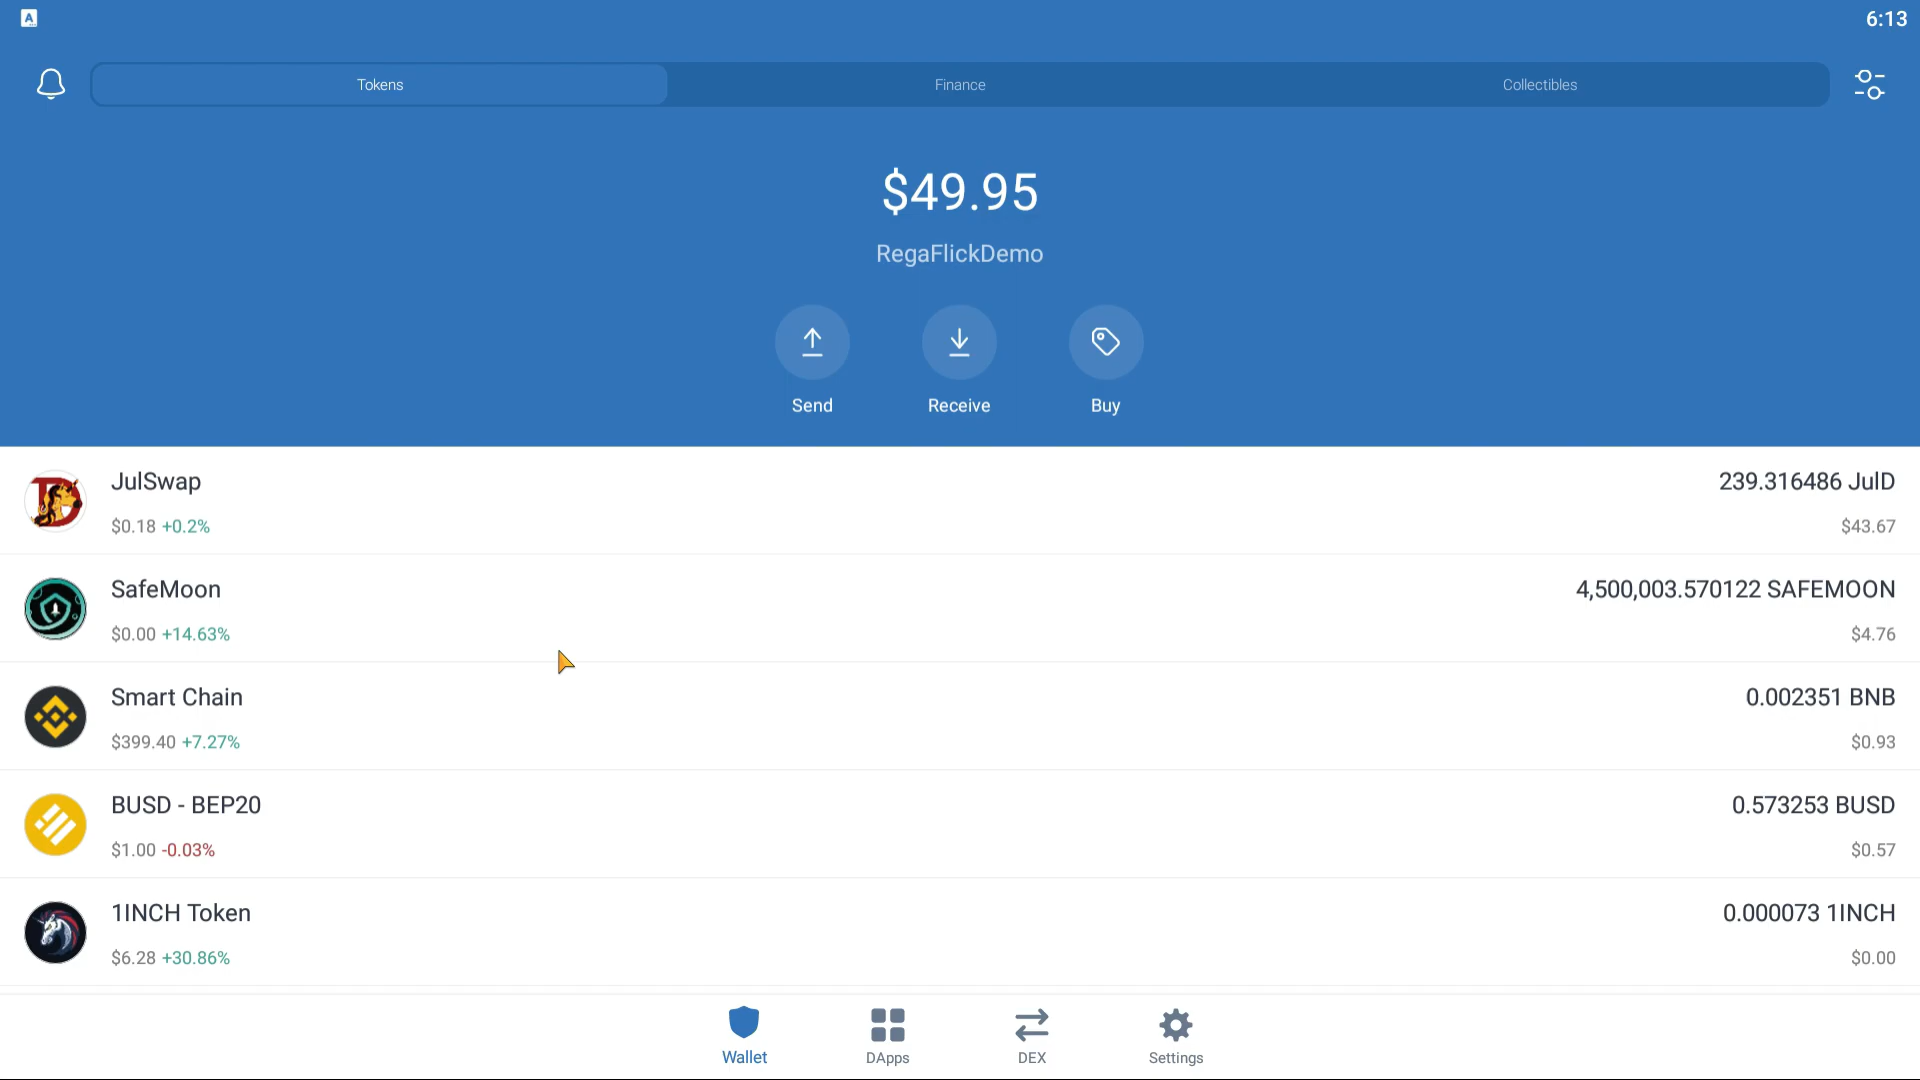 A
6:13
Tokens
Finance
Collectibles
$49.95
RegaFlickDemo
Send
Receive
Buy
JulSwap
239.316486 JulD
$0.18 +0.2%
$43.67
SafeMoon
4,500,003.570122 SAFEMOON
$0.00 +14.63%
$4.76
Smart Chain
0.002351 BNB
$399.40 +7.27%
$0.93
BUSD - BEP20
0.573253 BUSD
$1.00 -0.03%
$0.57
1INCH Token
0.000073 1INCH
$6.28 +30.86%
$0.00
Wallet
DApps
DEX
Settings